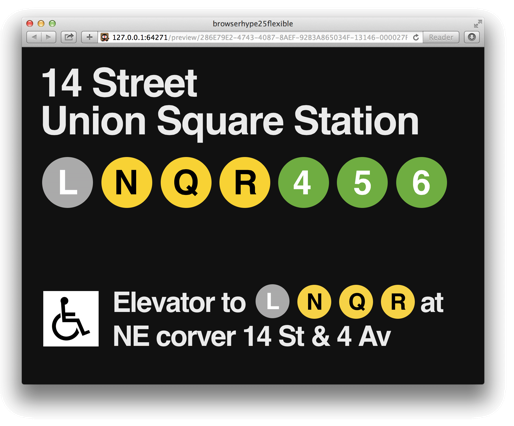 browserhype25flexible
127.0.0.1:64271/preview/286E79E2-4743-4087-8AEF-9283A865034F-13146-000027F
Reader
14 Street
Union Square Station
L N Q R 4 5 6
Elevator to L N Q R at
NE corver 14 St & 4 Av